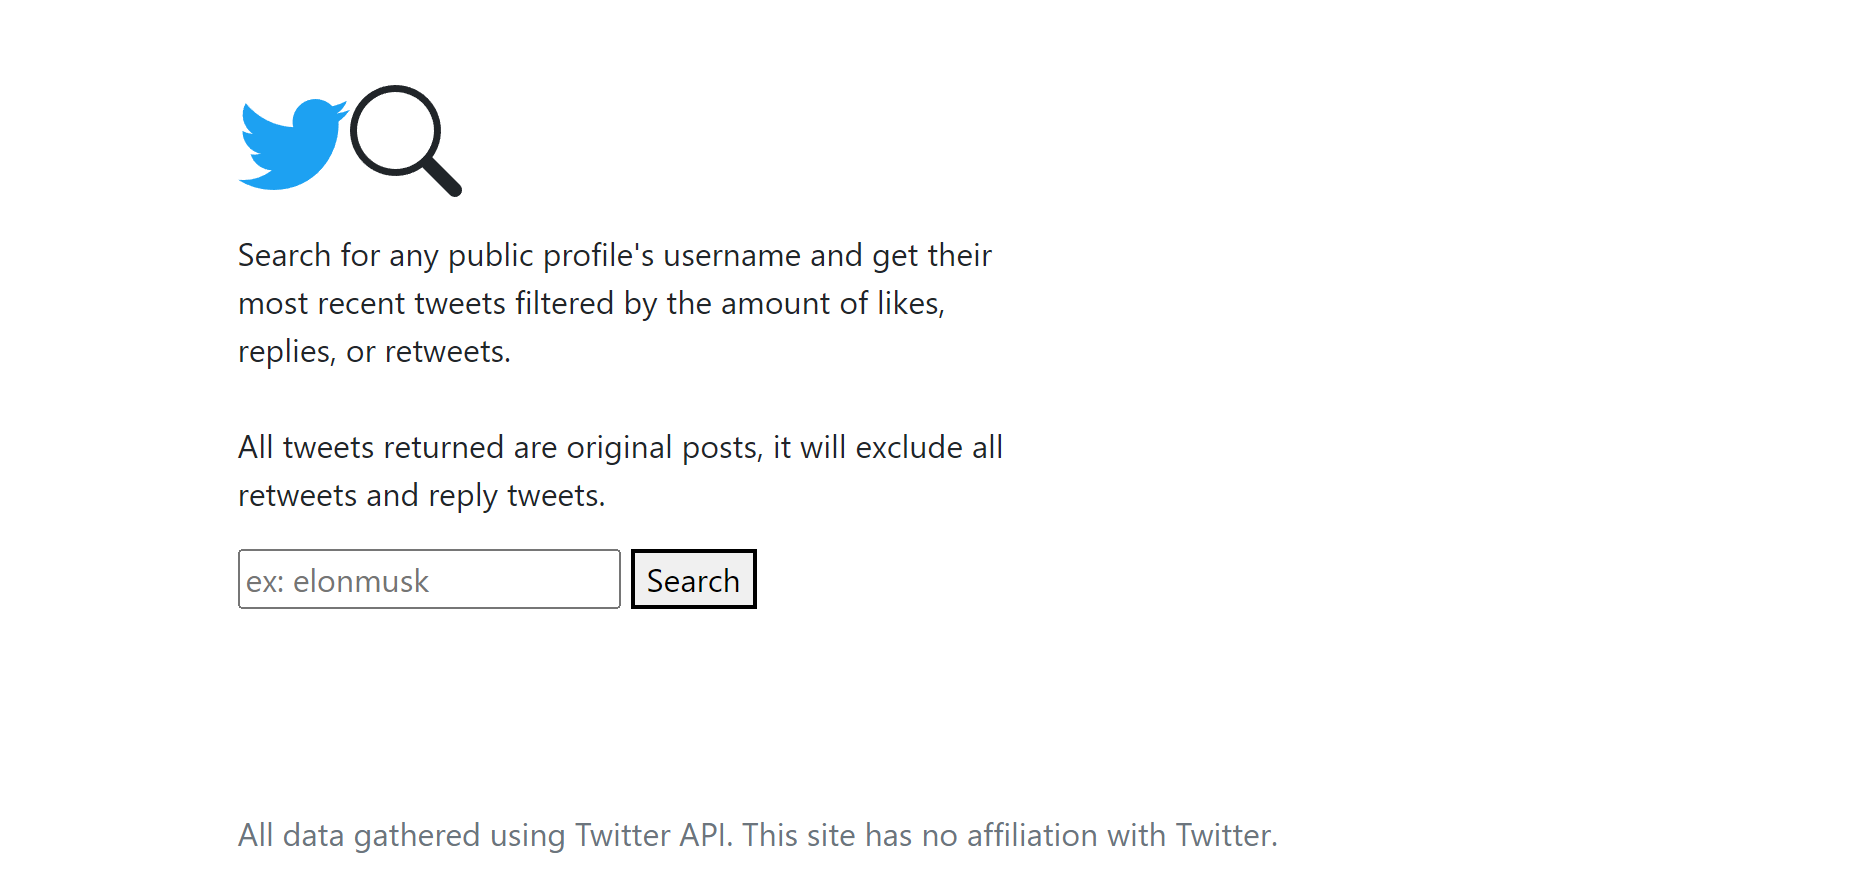 Search for any public profile's username and get their
most recent tweets filtered by the amount of likes,
replies, or retweets.
All tweets returned are original posts, it will exclude all
retweets and reply tweets.
ex: elonmusk Search
All data gathered using Twitter API. This site has no affiliation with Twitter.